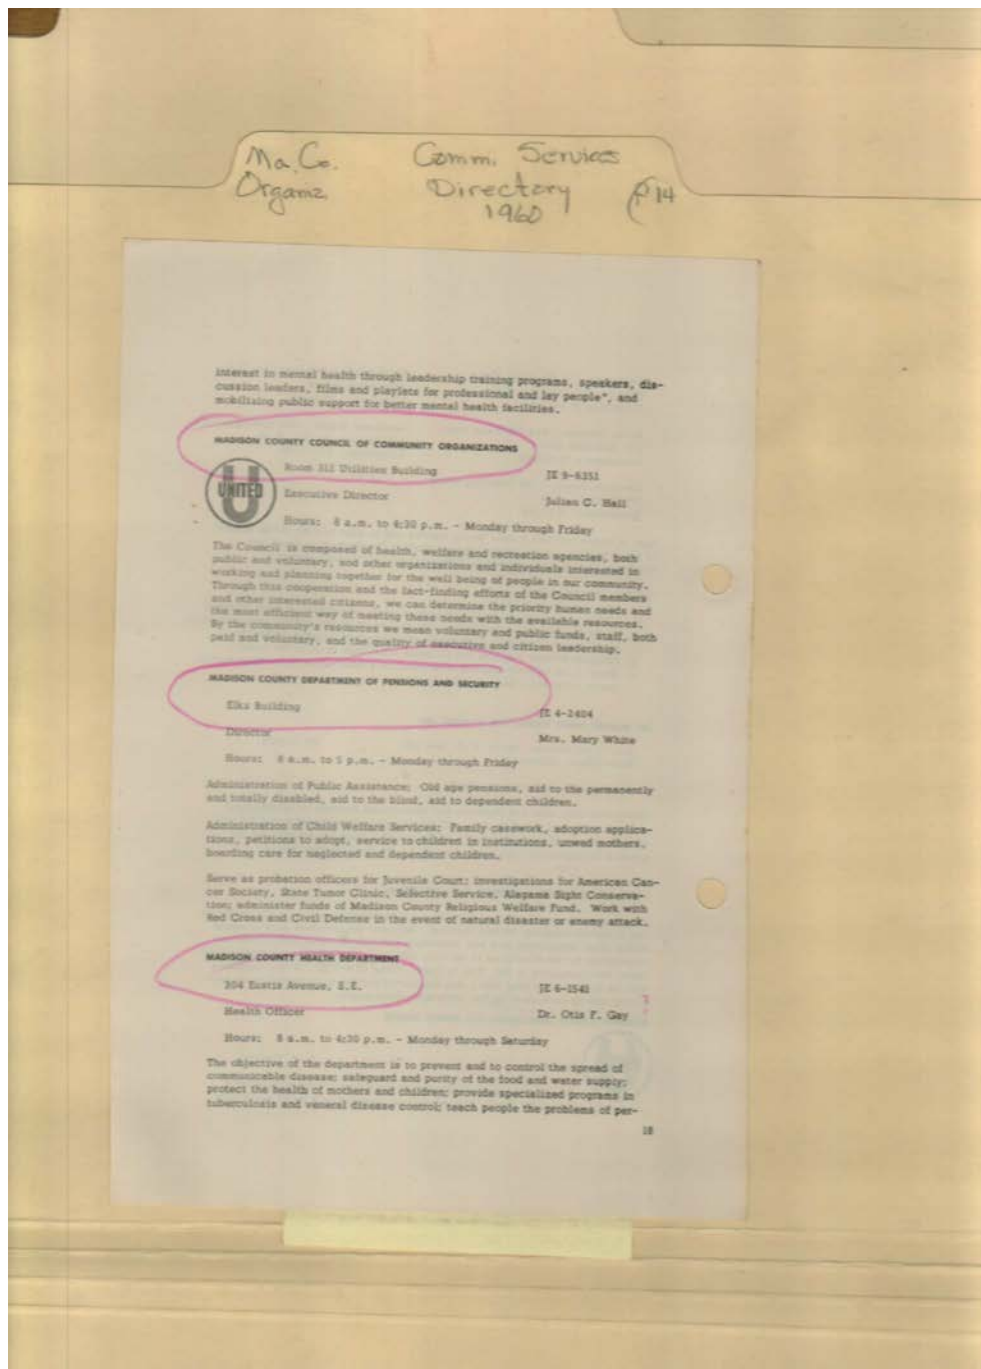 Ma. Co. Comm. Services
Organiz. Directory P14
1960
interest in mental health through leadership training programs, speakers, dis-
cussion leaders, films and playlets for professional and lay people", and
mobilizing public support for better mental health facilities.
MADISON COUNTY COUNCIL OF COMMUNITY ORGANIZATIONS
Room 311 Utilities Building JE 9-6351
UNITED
Executive Director Julian C. Hall
Hours: 8 a.m. to 4:30 p.m. - Monday through Friday
The Council is composed of health, welfare and recreation agencies, both
public and voluntary, and other organizations and individuals interested in
working and planning together for the well being of people in our community.
Through this cooperation and the fact-finding efforts of the Council members
and other interested citizens, we can determine the priority human needs and
the most efficient way of meeting these needs with the available resources.
By the community's resources we mean voluntary and public funds, staff, both
paid and voluntary, and the quality of executive and citizen leadership.
MADISON COUNTY DEPARTMENT OF PENSIONS AND SECURITY
Elks Building JE 4-2404
Director Mrs. Mary White
Hours: 8 a.m. to 5 p.m. - Monday through Friday
Administration of Public Assistance: Old age pensions, aid to the permanently
and totally disabled, aid to the blind, aid to dependent children.
Administration of Child Welfare Services: Family casework, adoption applica-
tions, petitions to adopt, service to children in institutions, unwed mothers,
boarding care for neglected and dependent children.
Serve as probation officers for Juvenile Court; investigations for American Can-
cer Society, State Tumor Clinic, Selective Service, Alagama Sight Conserva-
tion; administer funds of Madison County Religious Welfare Fund. Work with
Red Cross and Civil Defense in the event of natural disaster or enemy attack.
MADISON COUNTY HEALTH DEPARTMENT
304 Eustis Avenue, S.E. JE 6-1541
Health Officer Dr. Otis F. Gay
Hours: 8 a.m. to 4:30 p.m. - Monday through Saturday
The objective of the department is to prevent and to control the spread of
communicable disease; safeguard and purity of the food and water supply;
protect the health of mothers and children; provide specialized programs in
tuberculosis and veneral disease control; teach people the problems of per-
18